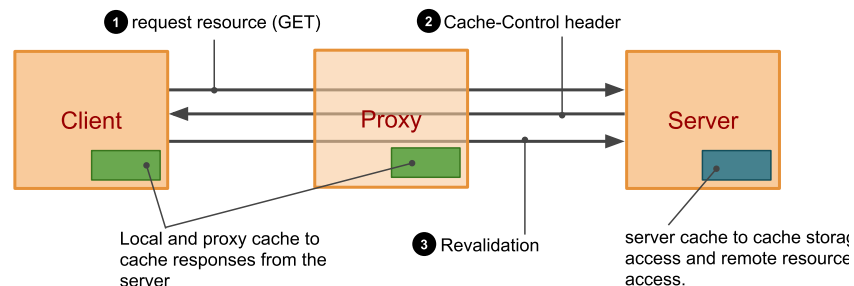 1 request resource (GET)
2 Cache-Control header
Client
Proxy
Server
Local and proxy cache to
cache responses from the
server
3 Revalidation
server cache to cache
access and remote resource
access.